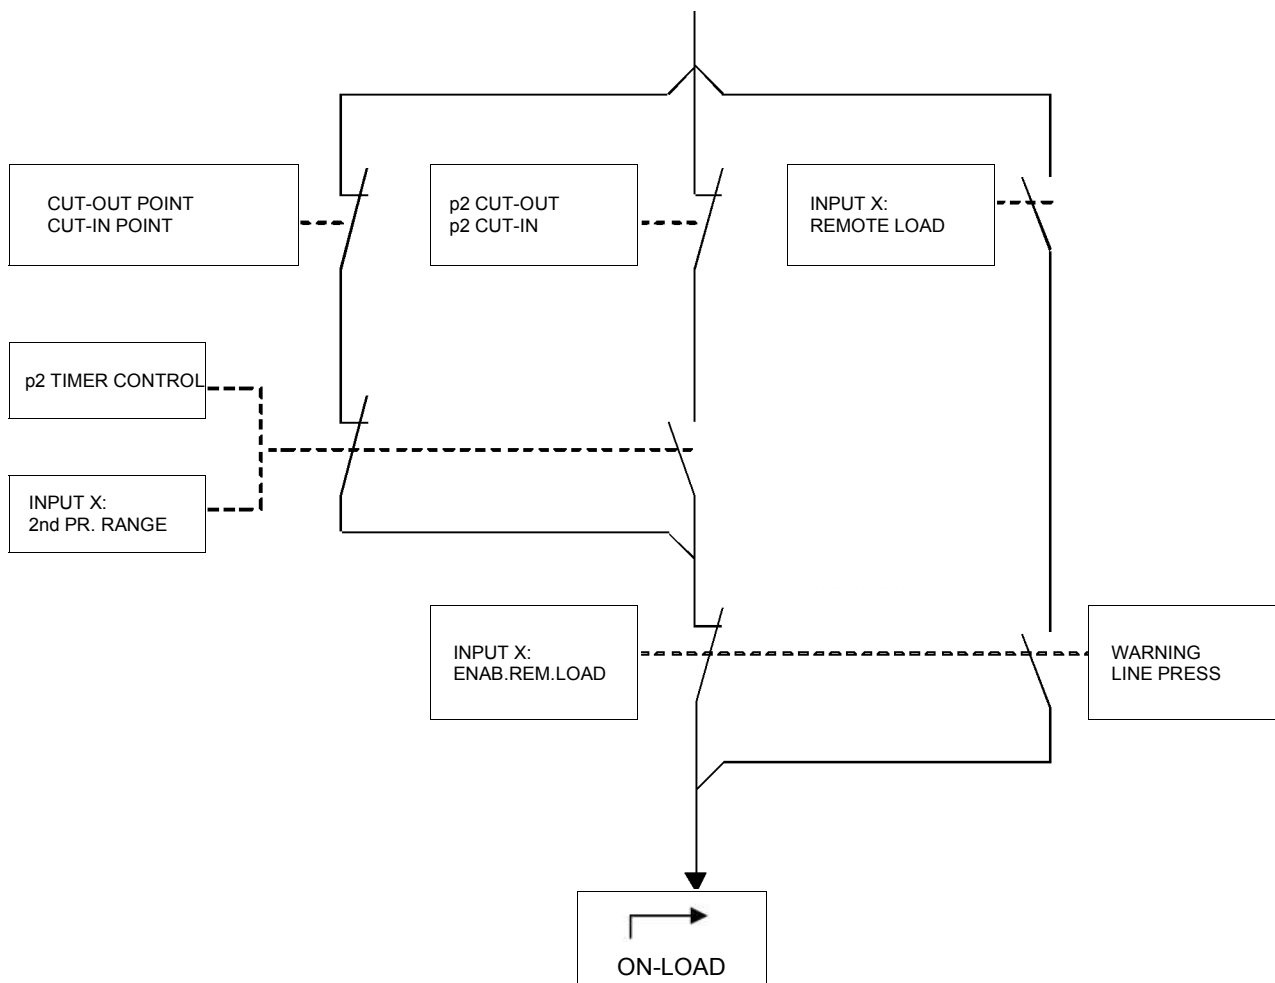 CUT-OUT POINT
CUT-IN POINT
p2 CUT-OUT
p2 CUT-IN
INPUT X:
REMOTE LOAD
p2 TIMER CONTROL
INPUT X:
2nd PR. RANGE
INPUT X:
ENAB.REM.LOAD
WARNING
LINE PRESS
ON-LOAD